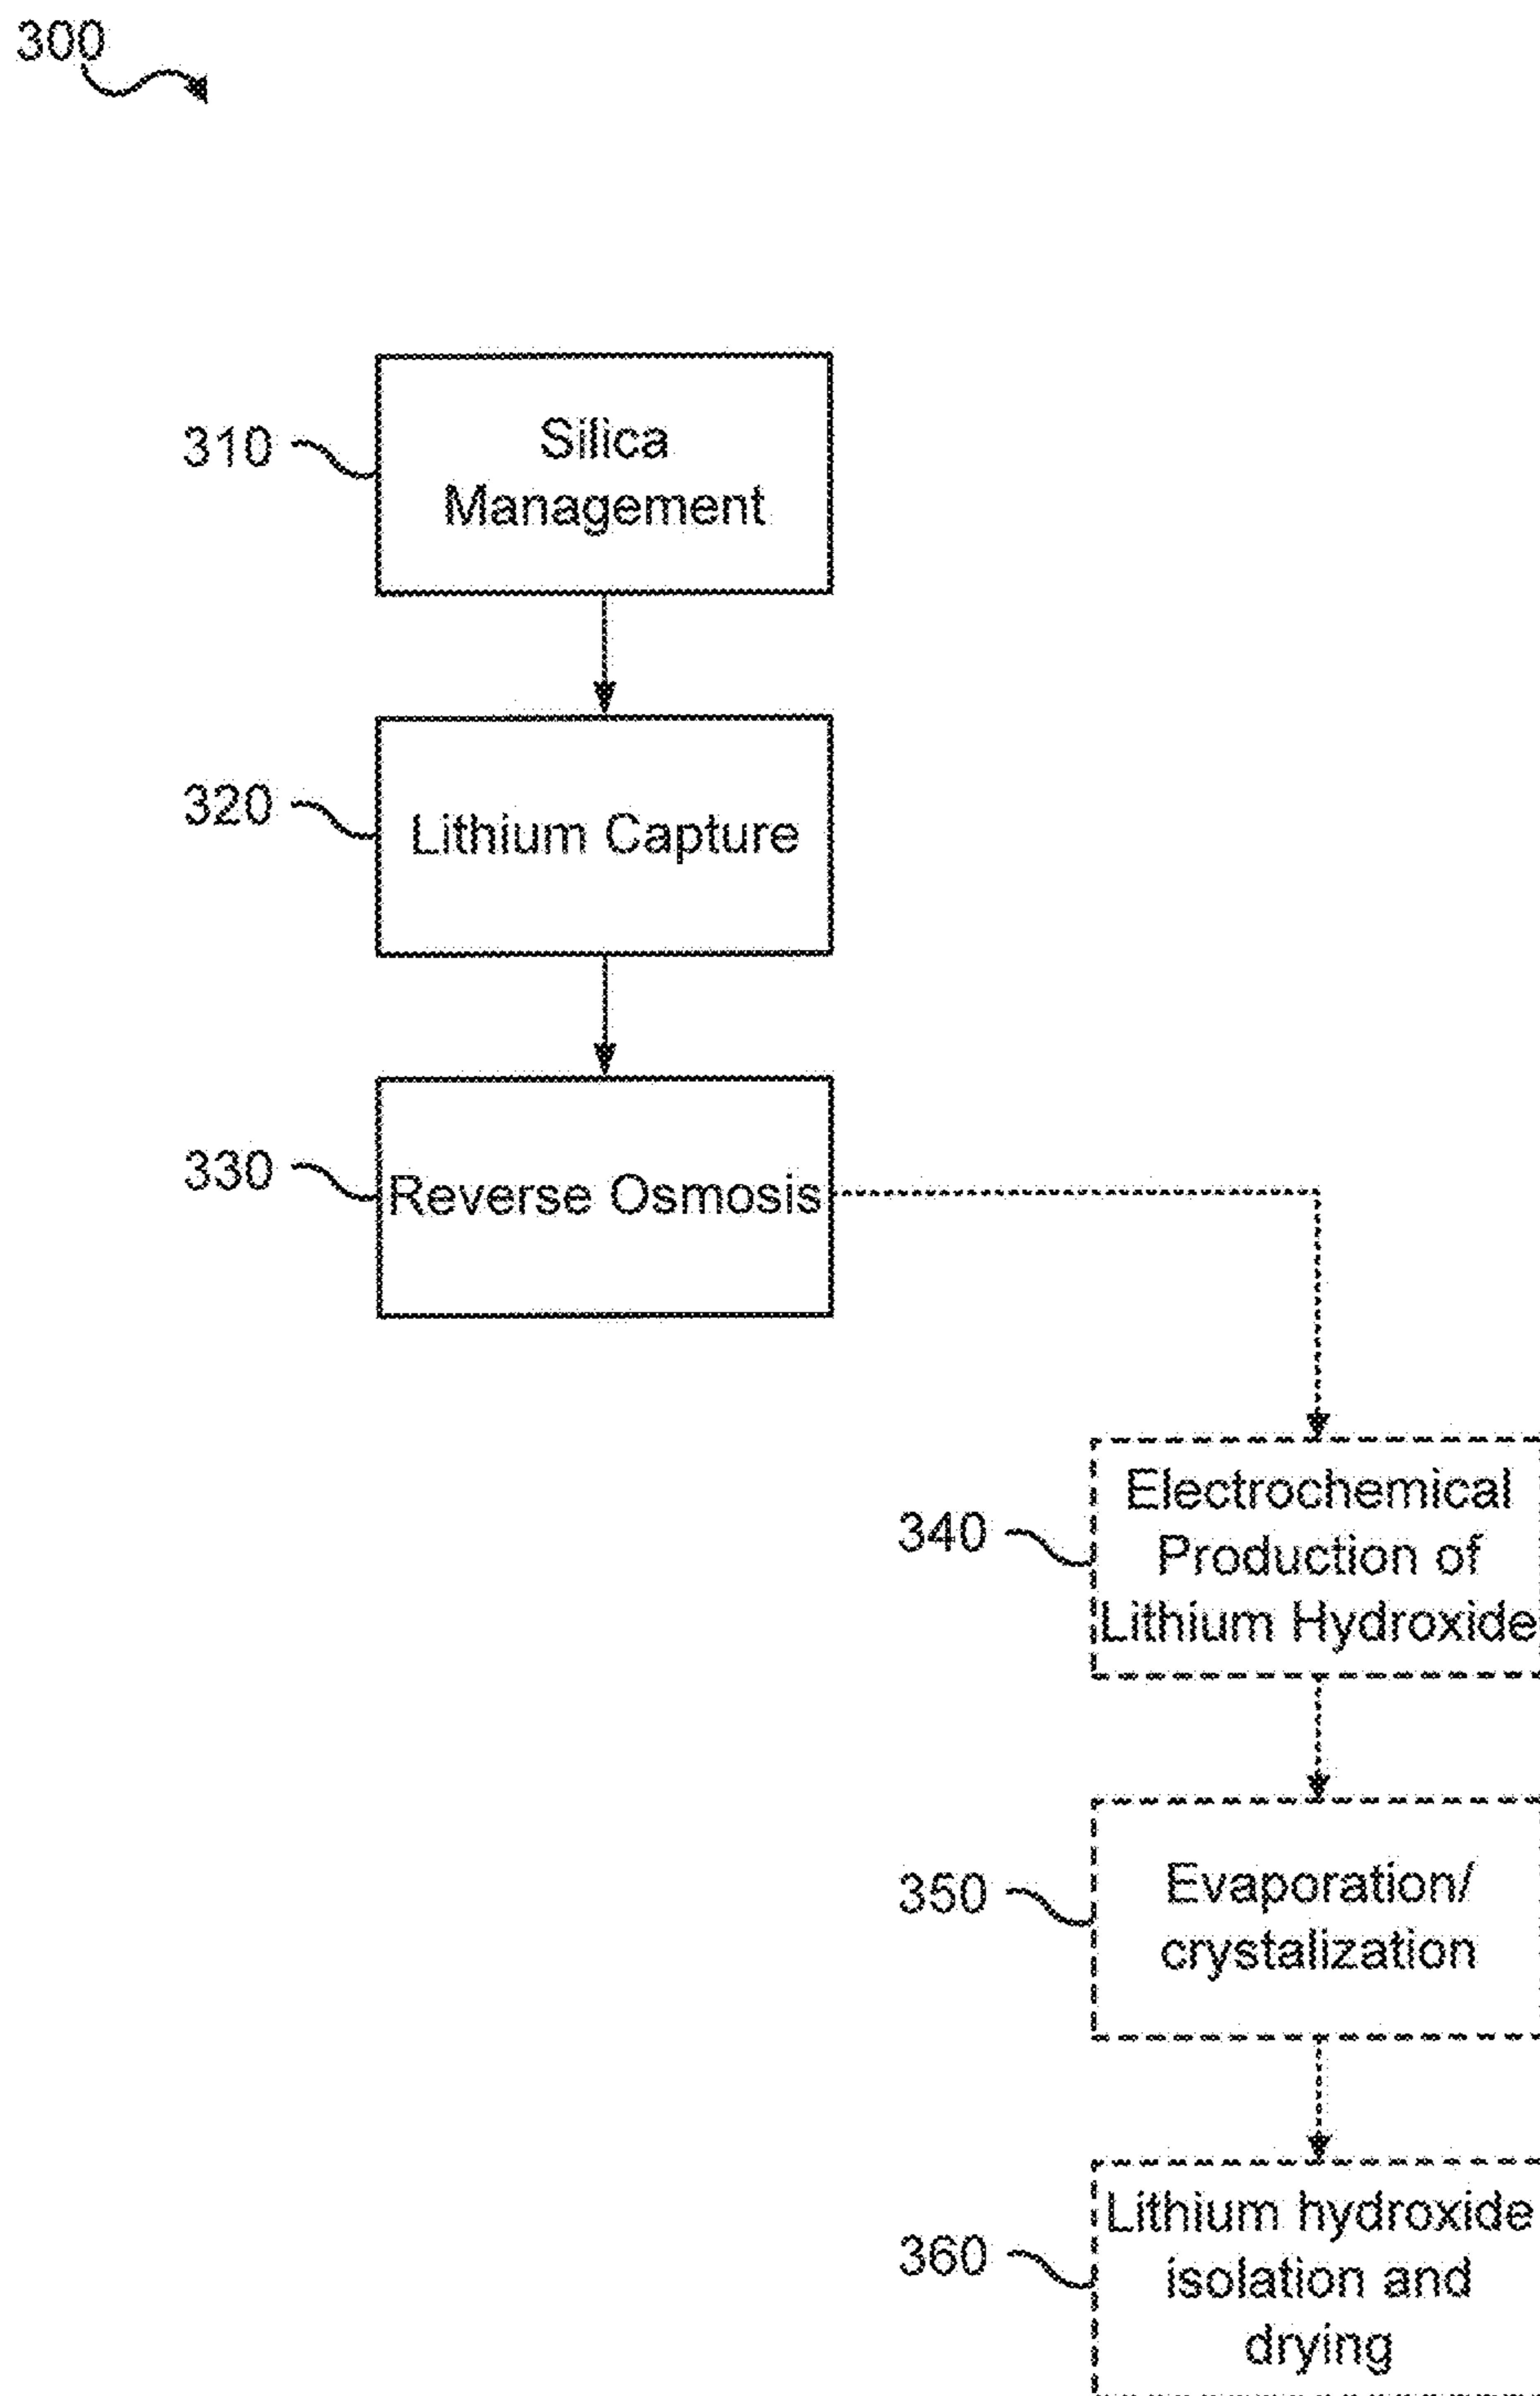 300
310
Silica
Management
320
Lithium Capture
330
Reverse Osmosis
340
Electrochemical
Production of
Lithium Hydroxide
350
Evaporation/
crystalization
360
Lithium hydroxide
isolation and
drying